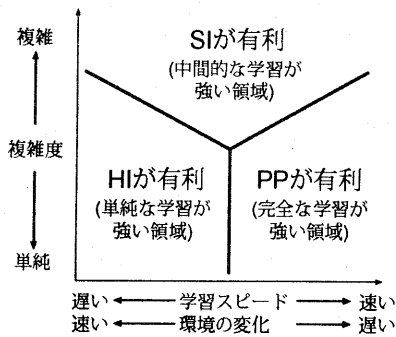 複雑
複雑度
単純
SIが有利
(中間的な学習が
強い領域)
HIが有利
(単純な学習が
強い領域)
PPが有利
(完全な学習が
強い領域)
遅い 学習スピード 速い
速い 環境の変化 遅い